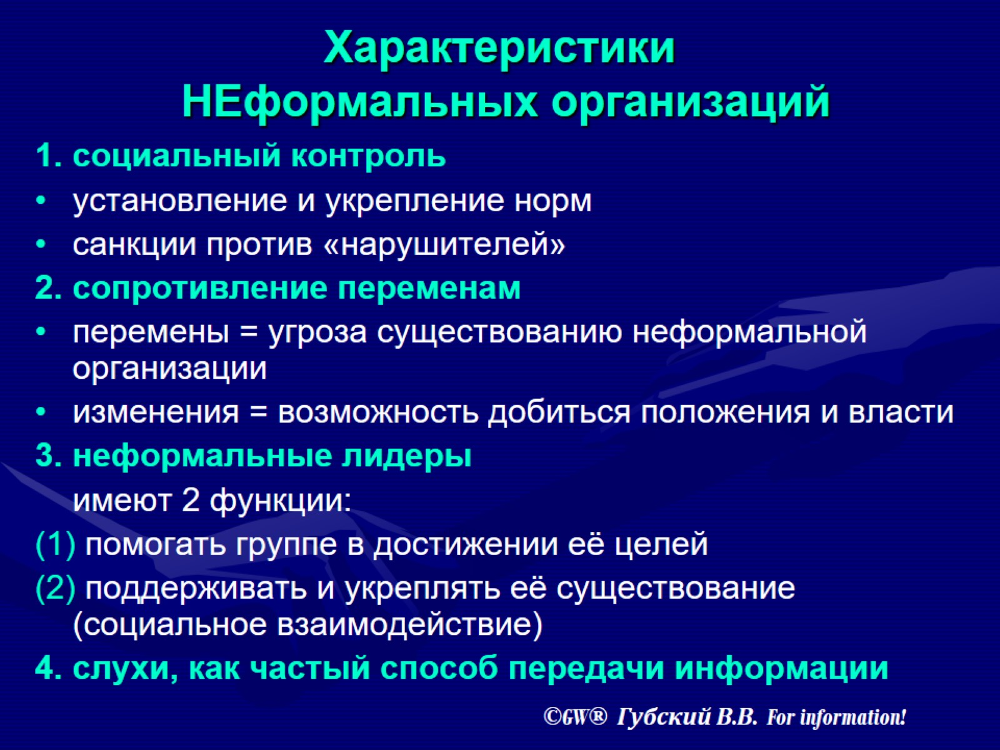 Характеристики
НЕформальных организаций
1. социальный контроль
• установление и укрепление норм
• санкции против «нарушителей»
2. сопротивление переменам
• перемены = угроза существованию неформальной
организации
• изменения = возможность добиться положения и власти
3. неформальные лидеры
имеют 2 функции:
(1) помогать группе в достижении её целей
(2) поддерживать и укреплять её существование
(социальное взаимодействие)
4. слухи, как частый способ передачи информации
©GW® Губский В.В. For information!